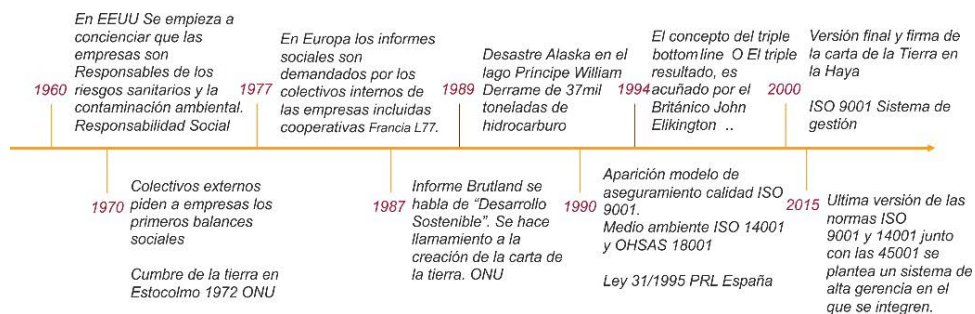 1960
En EEUU Se empieza a
concienciar que las
empresas son
Responsables de los
riesgos sanitarios y la
contaminación ambiental.
Responsabilidad Social
1970
Colectivos externos
piden a empresas los
primeros balances
sociales
Cumbre de la tierra en
Estocolmo 1972 ONU
1977
En Europa los informes
sociales son
demandados por los
colectivos internos de
las empresas incluidas
cooperativas Francia L77.
1987
Informe Brutland se
habla de “Desarrollo
Sostenible”. Se hace
llamamiento a la
creación de la carta de
la tierra. ONU
1989
Desastre Alaska en el
lago Príncipe William
Derrame de 37mil
toneladas de
hidrocarburo
1990
Aparición modelo de
aseguramiento calidad ISO
9001.
Medio ambiente ISO 14001
y OHSAS 18001
Ley 31/1995 PRL España
1994
El concepto del triple
bottom line O El triple
resultado, es
acuñado por el
Británico John
Elikington ..
2000
Versión final y firma de
la carta de la Tierra en
la Haya
ISO 9001 Sistema de
gestión
2015
Ultima versión de las
normas ISO
9001 y 14001 junto
con las 45001 se
plantea un sistema de
alta gerencia en el
que se integren.